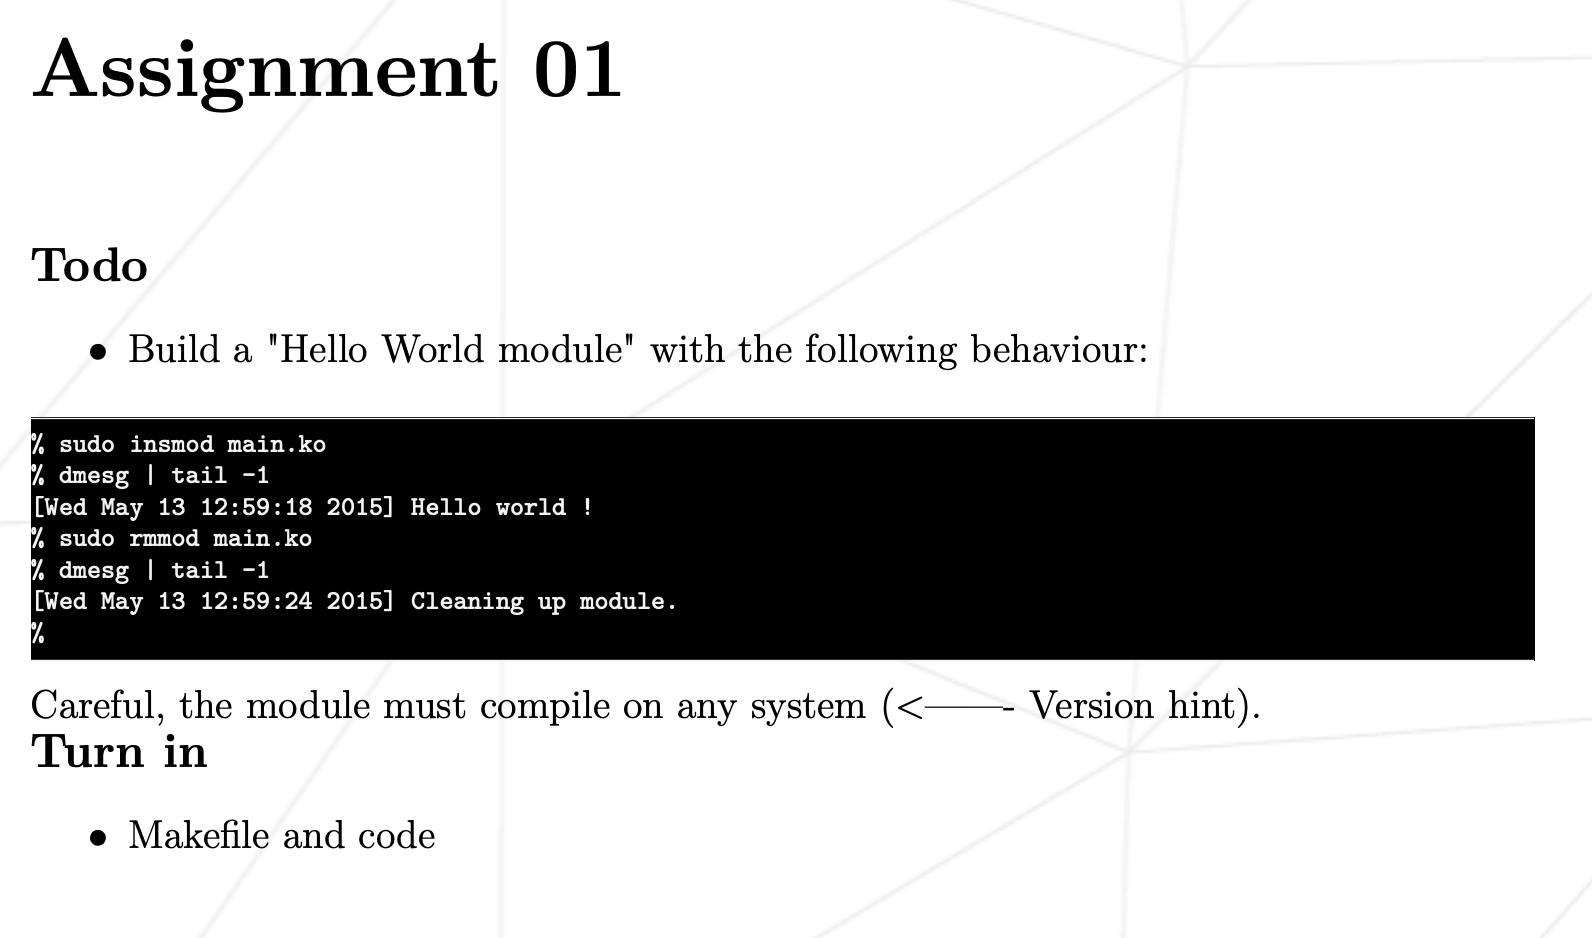 Assignment 01
Todo
• Build a "Hello World module" with the following behaviour:
% sudo insmod main.ko
% dmesg | tail -1
[Wed May 13 12:59:18 2015] Hello world !
% sudo rmmod main.ko
% dmesg | tail -1
[Wed May 13 12:59:24 2015] Cleaning up module.
%
Careful, the module must compile on any system (<——- Version hint).
Turn in
• Makefile and code